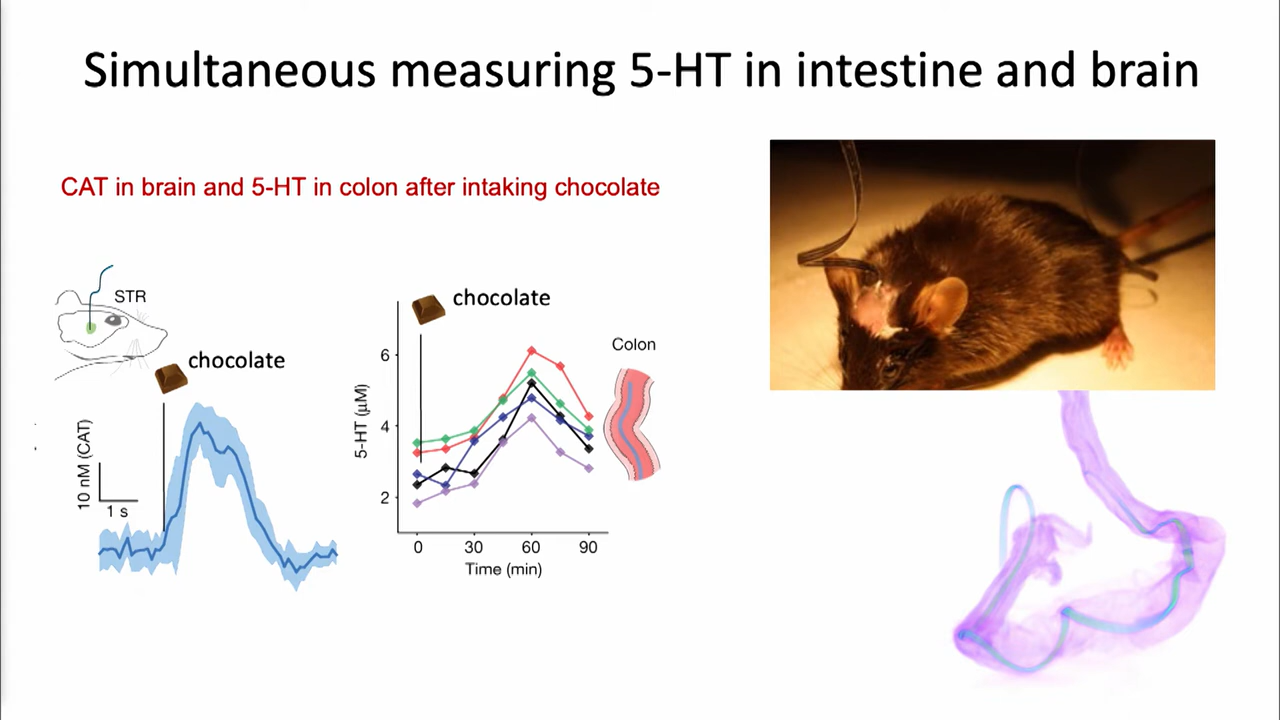 Simultaneous measuring 5-HT in intestine and brain
CAT in brain and 5-HT in colon after intaking chocolate
STR
chocolate
10 nM (CAT)
1 s
chocolate
Colon
5-HT (μM)
6
4
2
0 30 60 90
Time (min)